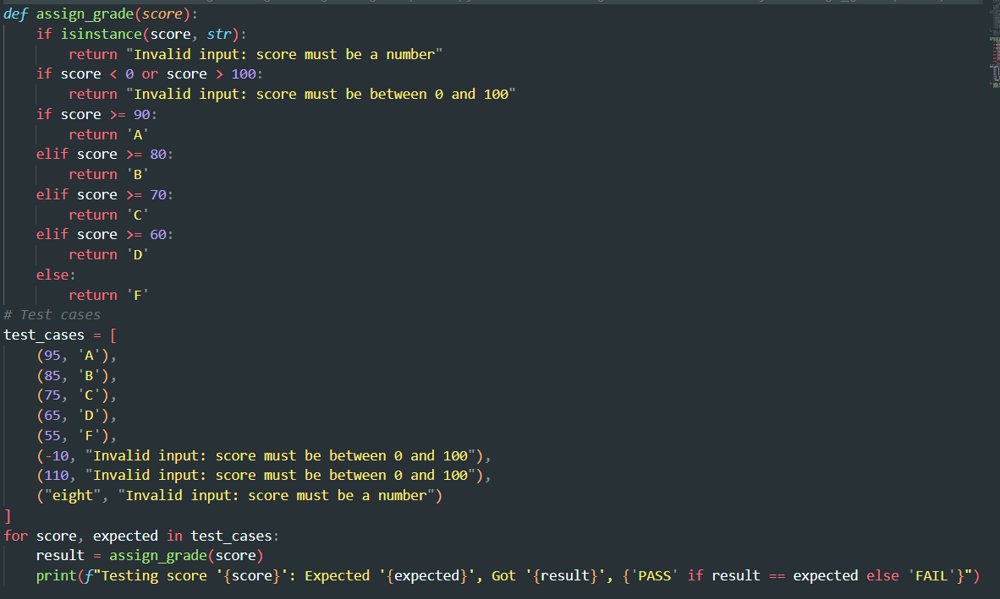 def assign_grade(score):
    if isinstance(score, str):
        return "Invalid input: score must be a number"
    if score < 0 or score > 100:
        return "Invalid input: score must be between 0 and 100"
    if score >= 90:
        return 'A'
    elif score >= 80:
        return 'B'
    elif score >= 70:
        return 'C'
    elif score >= 60:
        return 'D'
    else:
        return 'F'
# Test cases
test_cases = [
    (95, 'A'),
    (85, 'B'),
    (75, 'C'),
    (65, 'D'),
    (55, 'F'),
    (-10, "Invalid input: score must be between 0 and 100"),
    (110, "Invalid input: score must be between 0 and 100"),
    ("eight", "Invalid input: score must be a number")
]
for score, expected in test_cases:
    result = assign_grade(score)
    print(f"Testing score '{score}': Expected '{expected}', Got '{result}', {'PASS' if result == expected else 'FAIL'}")